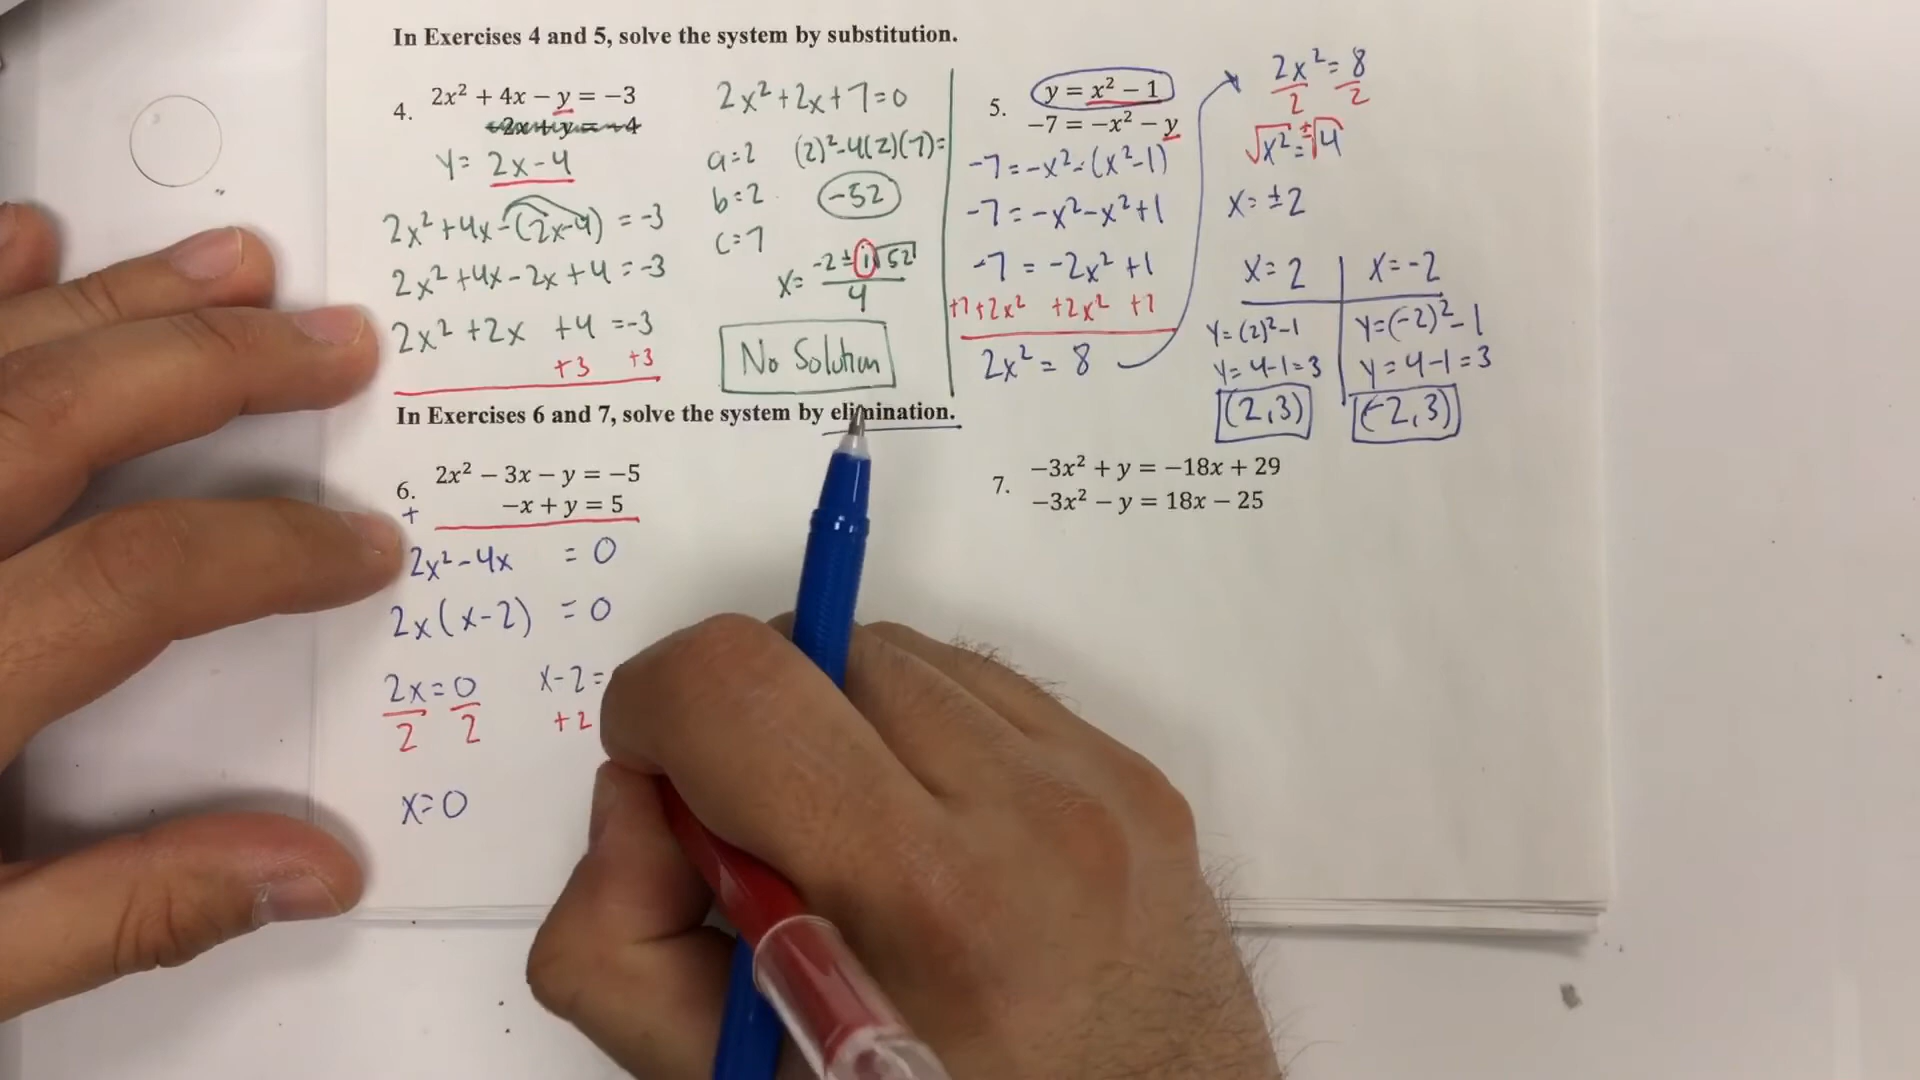 In Exercises 4 and 5, solve the system by substitution.
4.
2x² + 4x − y = −3
y = 2x-4
2x²+4x-(2x-4) = -3
2x²+4x-2x+4 = -3
2x²+2x +4 = -3
+3 +3
2x²+2x+7=0
a=2 (2)²-4(2)(7)=
b=2 -52
c=7
x= -2±i√52
4
No Solution
5.
y = x² − 1
−7 = −x² − y
-7=-x²-(x²-1)
-7=-x²-x²+1
-7 = -2x²+1
+7+2x² +2x² +7
2x² = 8
2x²=8
2 2
√x²=±√4
x=±2
x=2 x=-2
y=(2)²-1 y=(-2)²-1
y=4-1=3 y=4-1=3
(2,3) (-2,3)
In Exercises 6 and 7, solve the system by elimination.
6.
2x² − 3x − y = −5
+ −x + y = 5
2x²-4x = 0
2x(x-2) = 0
2x=0 x-2=
2 2 +2
x=0
7.
−3x² + y = −18x + 29
−3x² − y = 18x − 25